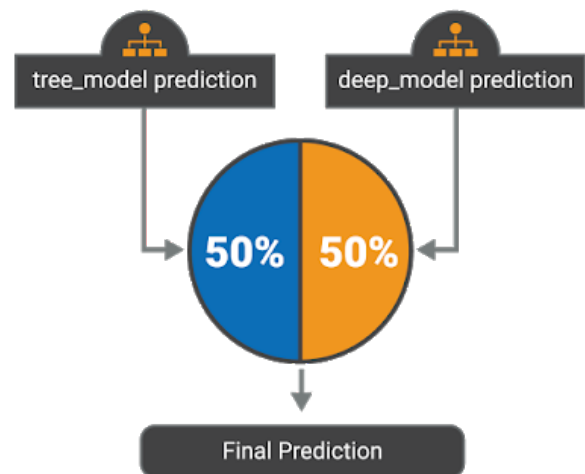 tree_model prediction
deep_model prediction
50%
50%
Final Prediction